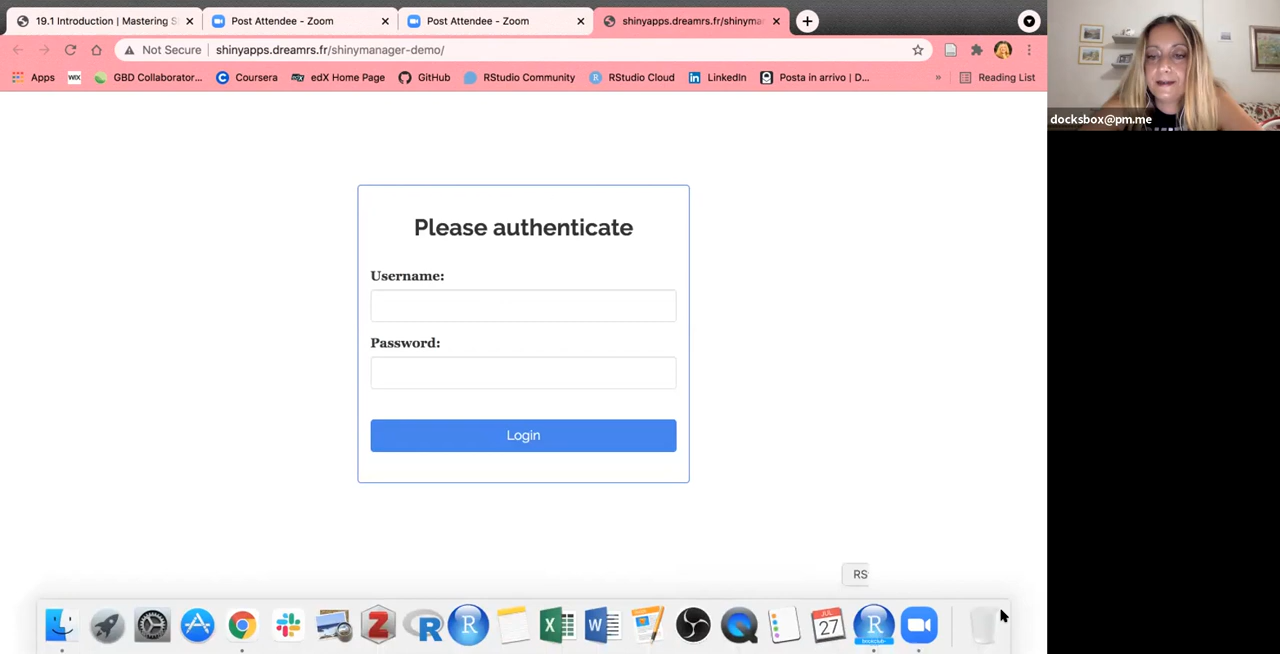 19.1 Introduction | Mastering S
Post Attendee - Zoom
Post Attendee - Zoom
shinyapps.dreamrs.fr/shinyma
Not Secure
shinyapps.dreamrs.fr/shinymanager-demo/
Apps
WiX
GBD Collaborator...
Coursera
edX Home Page
GitHub
RStudio Community
RStudio Cloud
LinkedIn
Posta in arrivo | D...
»
Reading List
docksbox@pm.me
Please authenticate
Username:
Password:
Login
RS
JUL
27